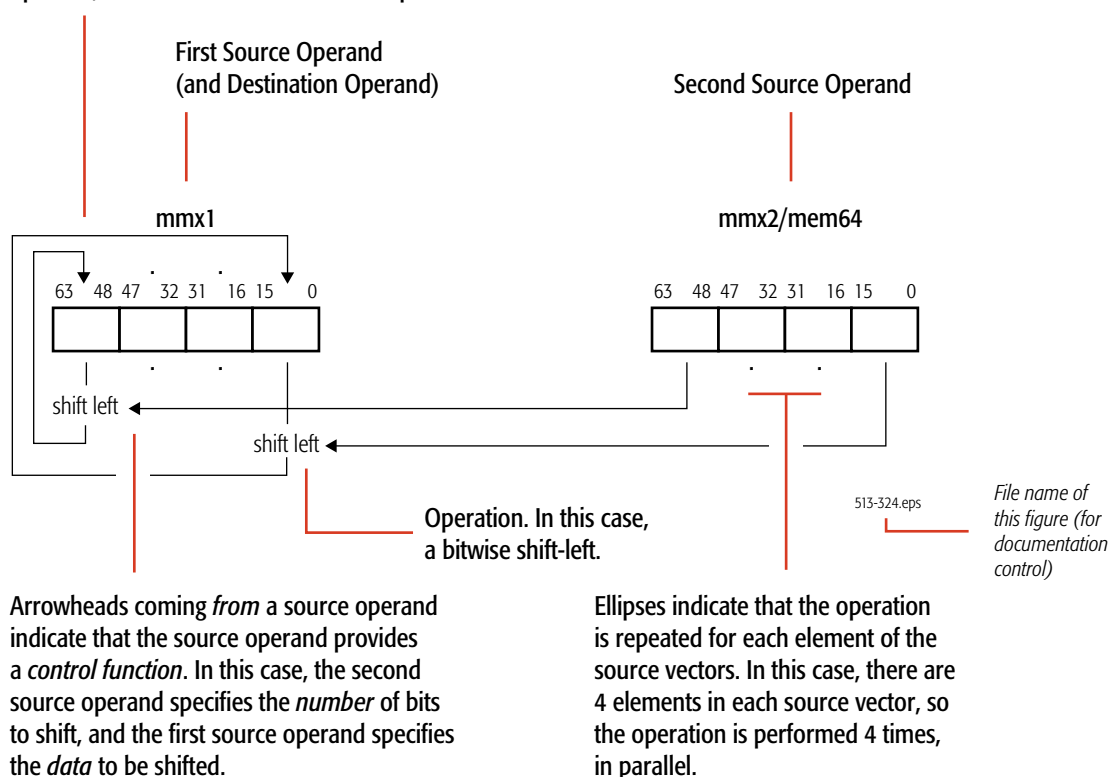 First Source Operand
(and Destination Operand)
Second Source Operand
mmx1
mmx2/mem64
. .
63 48 47 32 31 16 15 0
63 48 47 32 31 16 15 0
. .
. .
shift left
shift left
Operation. In this case,
a bitwise shift-left.
513-324.eps
File name of
this figure (for
documentation
control)
Arrowheads coming from a source operand
indicate that the source operand provides
a control function. In this case, the second
source operand specifies the number of bits
to shift, and the first source operand specifies
the data to be shifted.
Ellipses indicate that the operation
is repeated for each element of the
source vectors. In this case, there are
4 elements in each source vector, so
the operation is performed 4 times,
in parallel.